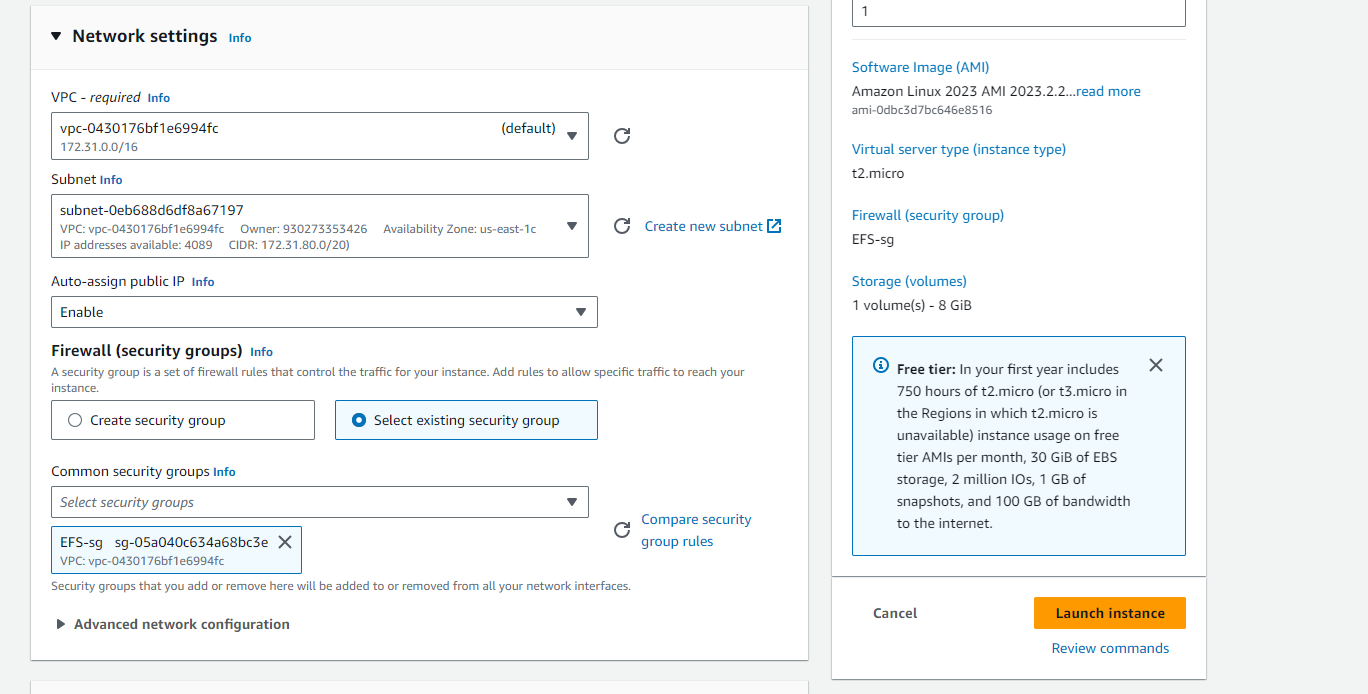 Network settings Info
VPC - required Info
vpc-0430176bf1e6994fc (default)
172.31.0.0/16
Subnet Info
subnet-0eb688d6df8a67197
VPC: vpc-0430176bf1e6994fc Owner: 930273353426 Availability Zone: us-east-1c
IP addresses available: 4089 CIDR: 172.31.80.0/20)
Create new subnet
Auto-assign public IP Info
Enable
Firewall (security groups) Info
A security group is a set of firewall rules that control the traffic for your instance. Add rules to allow specific traffic to reach your
instance.
Create security group
Select existing security group
Common security groups Info
Select security groups
EFS-sg sg-05a040c634a68bc3e
VPC: vpc-0430176bf1e6994fc
Compare security
group rules
Security groups that you add or remove here will be added to or removed from all your network interfaces.
Advanced network configuration
1
Software Image (AMI)
Amazon Linux 2023 AMI 2023.2.2...read more
ami-0dbc3d7bc646e8516
Virtual server type (instance type)
t2.micro
Firewall (security group)
EFS-sg
Storage (volumes)
1 volume(s) - 8 GiB
Free tier: In your first year includes
750 hours of t2.micro (or t3.micro in
the Regions in which t2.micro is
unavailable) instance usage on free
tier AMIs per month, 30 GiB of EBS
storage, 2 million IOs, 1 GB of
snapshots, and 100 GB of bandwidth
to the internet.
Cancel
Launch instance
Review commands